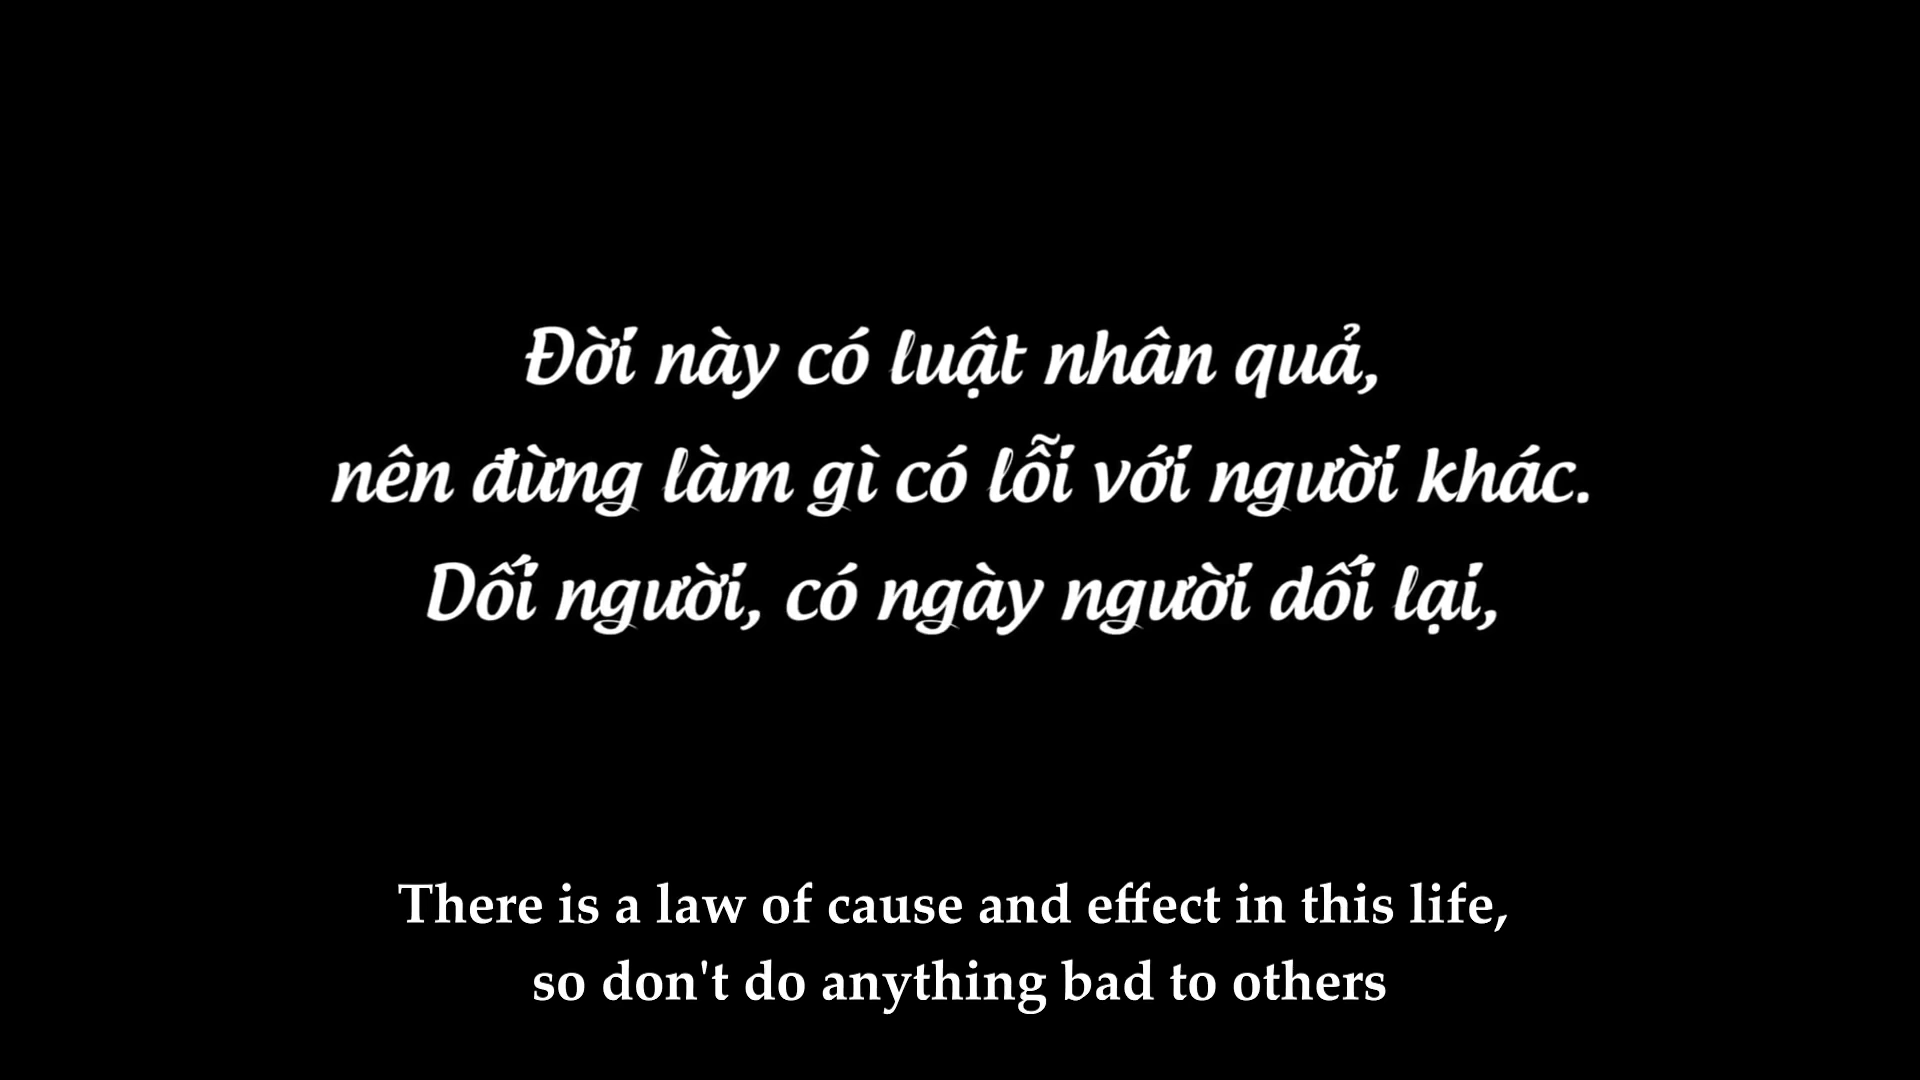 Đời này có luật nhân quả,
nên đừng làm gì có lỗi với người khác.
Dối người, có ngày người dối lại,
There is a law of cause and effect in this life,
so don't do anything bad to others